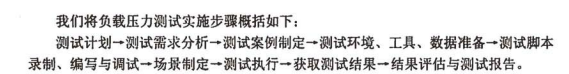 我们将负载压力测试实施步骤概括如下：
测试计划→测试需求分析→测试案例制定→测试环境、工具、数据准备→测试脚本
录制、编写与调试→场景制定→测试执行→获取测试结果→结果评估与测试报告。